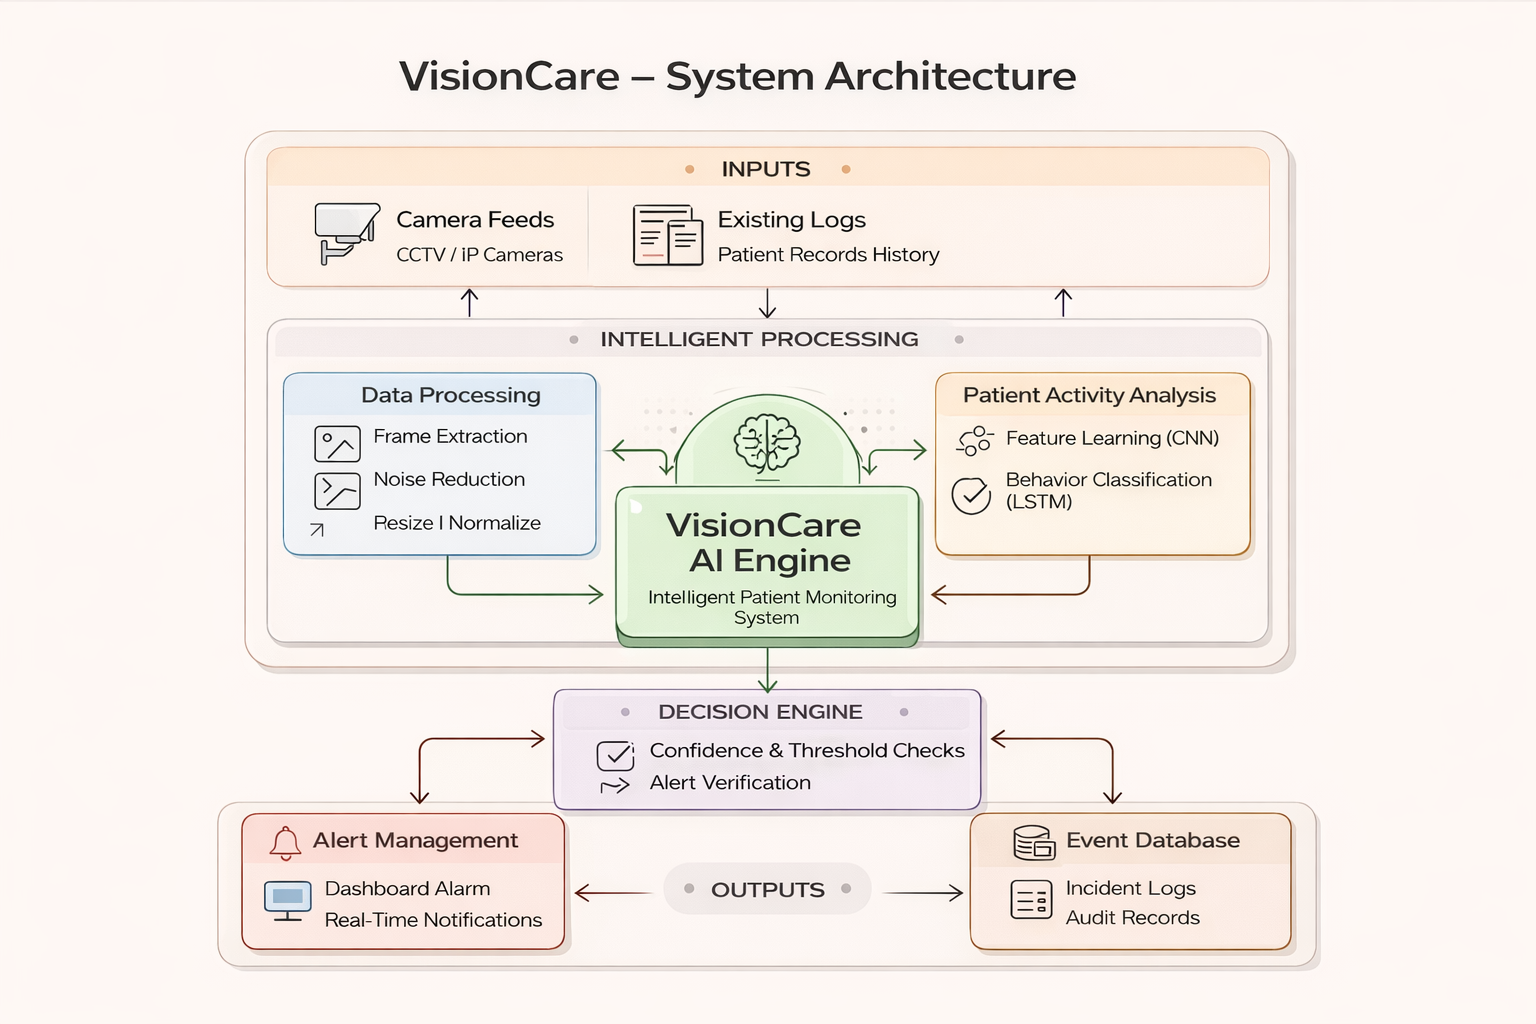 VisionCare – System Architecture
INPUTS
Camera Feeds
CCTV / iP Cameras
Existing Logs
Patient Records History
INTELLIGENT PROCESSING
Data Processing
Frame Extraction
Noise Reduction
Resize I Normalize
VisionCare
AI Engine
Intelligent Patient Monitoring
System
Patient Activity Analysis
Feature Learning (CNN)
Behavior Classification
(LSTM)
DECISION ENGINE
Confidence & Threshold Checks
Alert Verification
Alert Management
Dashboard Alarm
Real-Time Notifications
OUTPUTS
Event Database
Incident Logs
Audit Records